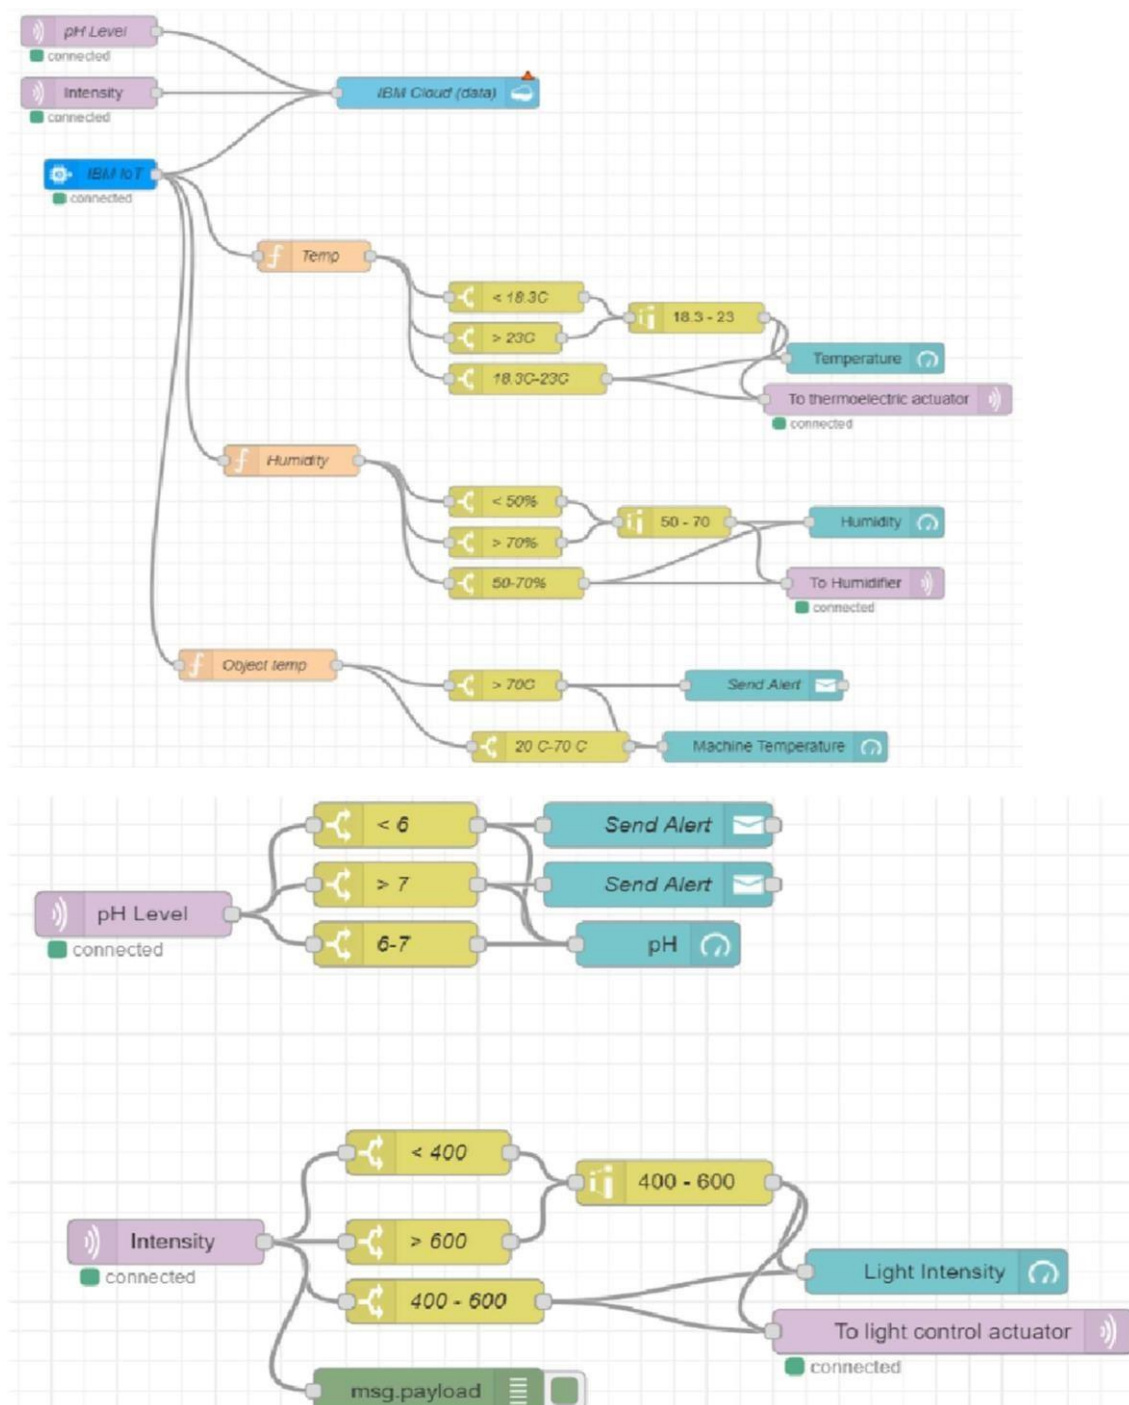 pH Level
connected
Intensity
connected
IBM Cloud (data)
IBM IoT
connected
Temp
< 18.3C
> 23C
18.3C-23C
18.3 - 23
Temperature
To thermoelectric actuator
connected
Humidity
< 50%
> 70%
50-70%
50 - 70
Humidity
To Humidifier
connected
Object temp
> 70C
Send Alert
20 C-70 C
Machine Temperature
pH Level
connected
< 6
> 7
6-7
Send Alert
Send Alert
pH
Intensity
connected
< 400
> 600
400 - 600
400 - 600
Light Intensity
To light control actuator
connected
msg.payload